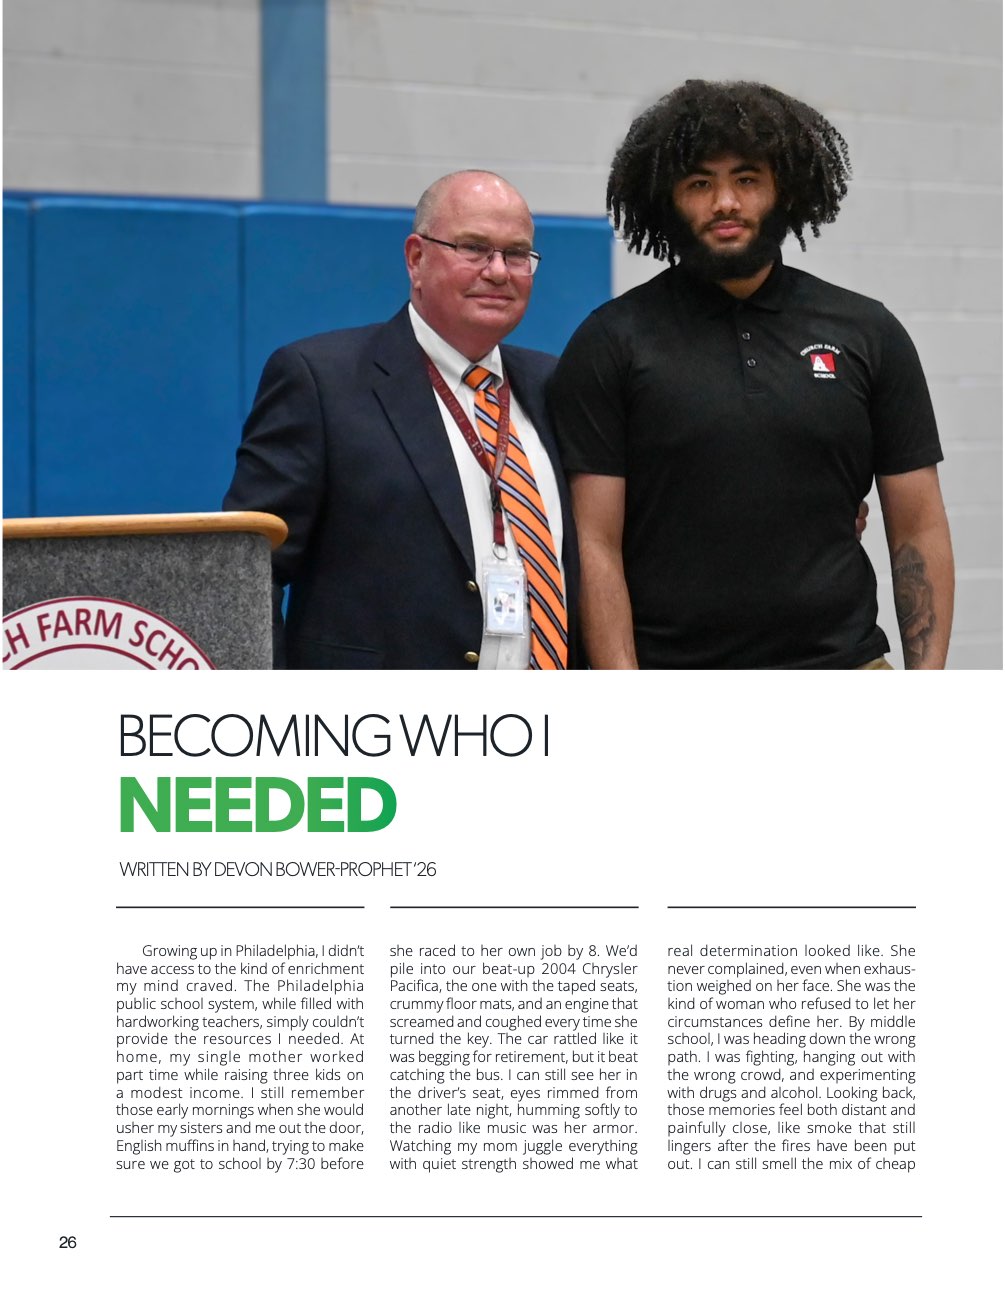 CHURCH FARM
SCHOOL
CFS
H FARM SCHO
BECOMING WHO I
NEEDED
WRITTEN BY DEVON BOWER-PROPHET '26
Growing up in Philadelphia, I didn't
have access to the kind of enrichment
my mind craved. The Philadelphia
public school system, while filled with
hardworking teachers, simply couldn't
provide the resources I needed. At
home, my single mother worked
part time while raising three kids on
a modest income. I still remember
those early mornings when she would
usher my sisters and me out the door,
English muffins in hand, trying to make
sure we got to school by 7:30 before
she raced to her own job by 8. We'd
pile into our beat-up 2004 Chrysler
Pacifica, the one with the taped seats,
crummy floor mats, and an engine that
screamed and coughed every time she
turned the key. The car rattled like it
was begging for retirement, but it beat
catching the bus. I can still see her in
the driver's seat, eyes rimmed from
another late night, humming softly to
the radio like music was her armor.
Watching my mom juggle everything
with quiet strength showed me what
real determination looked like. She
never complained, even when exhaus-
tion weighed on her face. She was the
kind of woman who refused to let her
circumstances define her. By middle
school, I was heading down the wrong
path. I was fighting, hanging out with
the wrong crowd, and experimenting
with drugs and alcohol. Looking back,
those memories feel both distant and
painfully close, like smoke that still
lingers after the fires have been put
out. I can still smell the mix of cheap
26